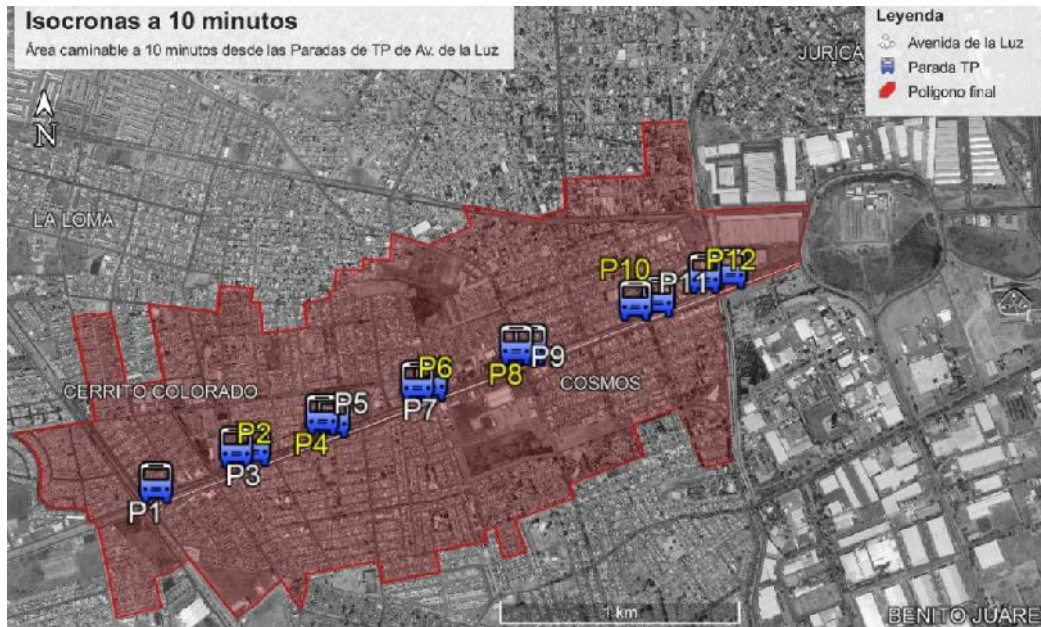 Isocronas a 10 minutos
Área caminable a 10 minutos desde las Paradas de TP de Av. de la Luz
Leyenda
Avenida de la Luz
Parada TP
Polígono final
JURICA
N
LA LOMA
P10
P11
P12
P6
P9
P8
CERRITO COLORADO
COSMOS
P7
P5
P2
P4
P3
P1
1 km
BENITO JUÁRE